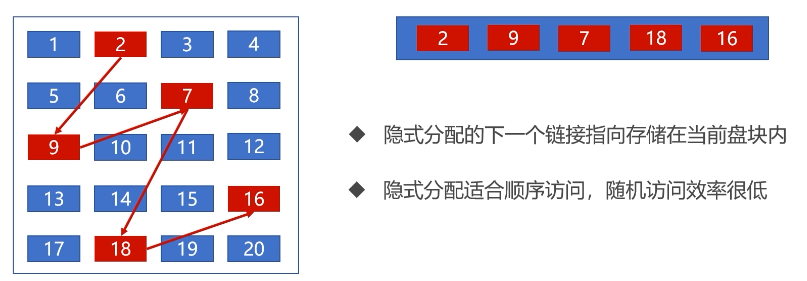 1 2 3 4
5 6 7 8
9 10 11 12
13 14 15 16
17 18 19 20
2 9 7 18 16
◆ 隐式分配的下一个链接指向存储在当前盘块内
◆ 隐式分配适合顺序访问，随机访问效率很低